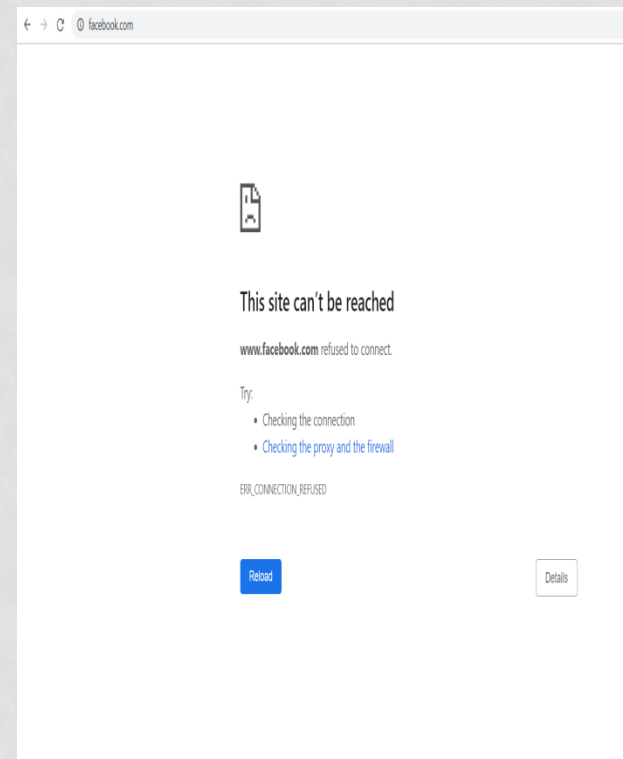 facebook.com
This site can't be reached
www.facebook.com refused to connect.
Try:
• Checking the connection
• Checking the proxy and the firewall
ERR_CONNECTION_REFUSED
Reload
Details